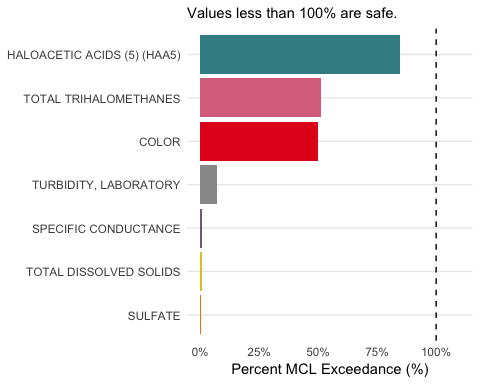 Values less than 100% are safe.
HALOACETIC ACIDS (5) (HAA5)
TOTAL TRIHALOMETHANES
COLOR
TURBIDITY, LABORATORY
SPECIFIC CONDUCTANCE
TOTAL DISSOLVED SOLIDS
SULFATE
0% 25% 50% 75% 100%
Percent MCL Exceedance (%)